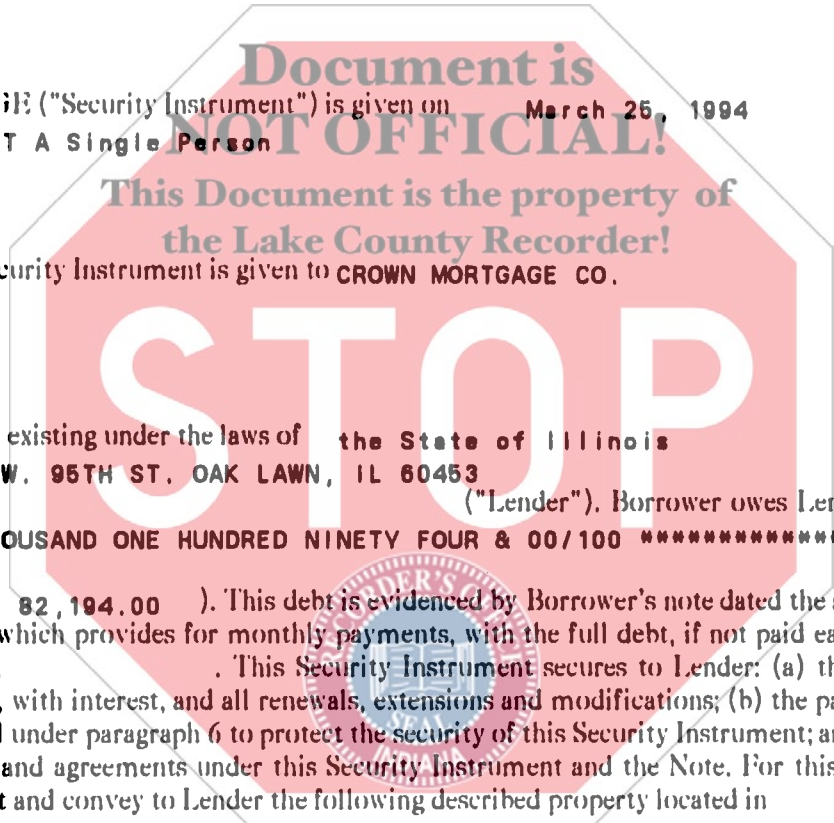 Document is
GE ("Security Instrument") is given on March 25, 1994
NOT OFFICIAL!
T A Single Person
This Document is the property of
the Lake County Recorder!
curity Instrument is given to CROWN MORTGAGE CO.
STOP
existing under the laws of the State of Illinois
W. 95TH ST. OAK LAWN, IL 60453
("Lender"). Borrower owes Len
OUSAND ONE HUNDRED NINETY FOUR & 00/100 **************
82,194.00 ). This debt is evidenced by Borrower's note dated the
which provides for monthly payments, with the full debt, if not paid ea
. This Security Instrument secures to Lender: (a) th
, with interest, and all renewals, extensions and modifications; (b) the pa
under paragraph 6 to protect the security of this Security Instrument; a
and agreements under this Security Instrument and the Note. For this
t and convey to Lender the following described property located in
RECORDER'S OFFICE
SEAL
INDIANA